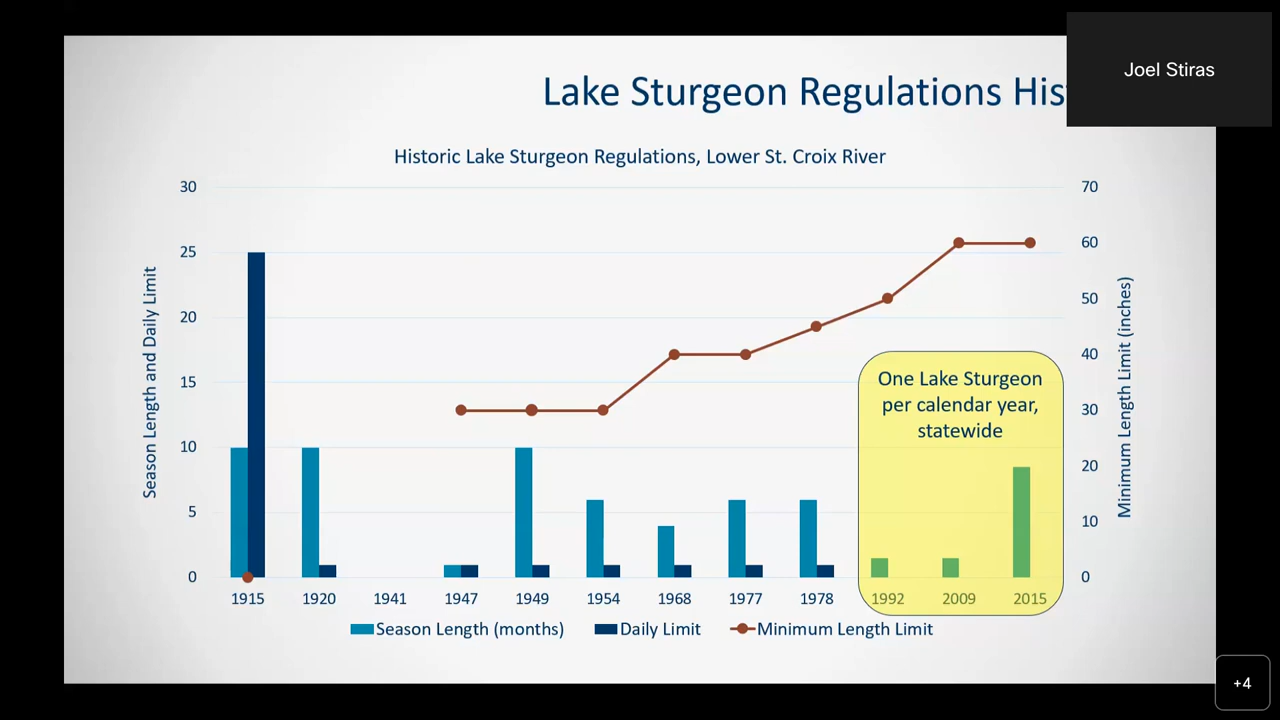 Joel Stiras
Lake Sturgeon Regulations His
Historic Lake Sturgeon Regulations, Lower St. Croix River
Season Length and Daily Limit
30
25
20
15
10
5
0
70
60
50
40
30
20
10
0
Minimum Length Limit (inches)
One Lake Sturgeon
per calendar year,
statewide
1915 1920 1941 1947 1949 1954 1968 1977 1978 1992 2009 2015
Season Length (months) Daily Limit Minimum Length Limit
+4